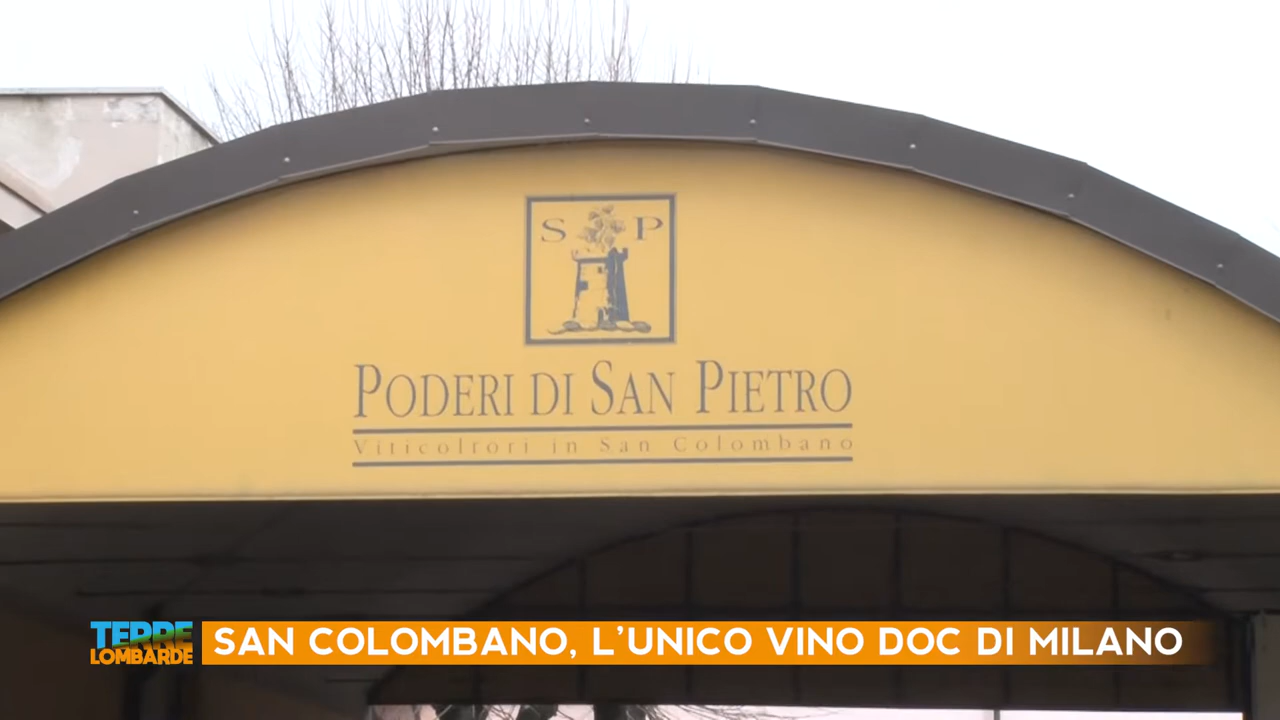 S P
PODERI DI SAN PIETRO
Viticoltori in San Colombano
TERRE
LOMBARDE
SAN COLOMBANO, L'UNICO VINO DOC DI MILANO